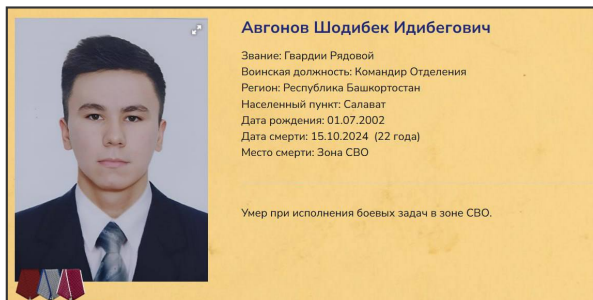 Авгонов Шодибек Идибегович
Звание: Гвардии Рядовой
Воинская должность: Командир Отделения
Регион: Республика Башкортостан
Населенный пункт: Салават
Дата рождения: 01.07.2002
Дата смерти: 15.10.2024 (22 года)
Место смерти: Зона СВО
Умер при исполнения боевых задач в зоне СВО.